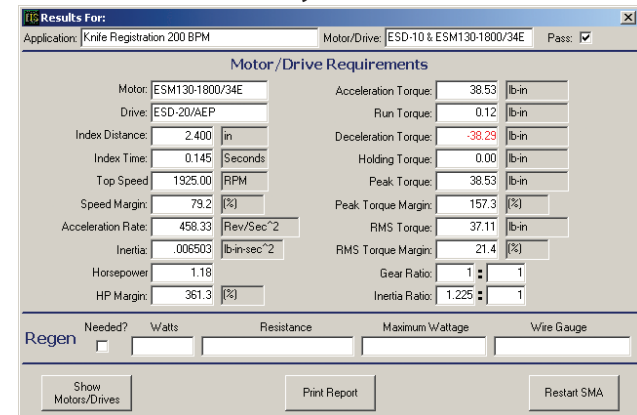 Results For:
Application: Knife Registration 200 BPM Motor/Drive: ESD-10 & ESM130-1800/34E Pass:
Motor/Drive Requirements
Motor: ESM130-1800/34E Acceleration Torque: 38.53 lb-in
Drive: ESD-20/AEP Run Torque: 0.12 lb-in
Index Distance: 2.400 in Deceleration Torque: -38.29 lb-in
Index Time: 0.145 Seconds Holding Torque: 0.00 lb-in
Top Speed 1925.00 RPM Peak Torque: 38.53 lb-in
Speed Margin: 79.2 (%) Peak Torque Margin: 157.3 (%)
Acceleration Rate: 458.33 Rev/Sec^2 RMS Torque: 37.11 lb-in
Inertia: .006503 lb-in-sec^2 RMS Torque Margin: 21.4 (%)
Horsepower 1.18 Gear Ratio: 1 : 1
HP Margin: 361.3 (%) Inertia Ratio: 1.225 : 1
Regen Needed? Watts Resistance Maximum Wattage Wire Gauge
Show Motors/Drives Print Report Restart SMA